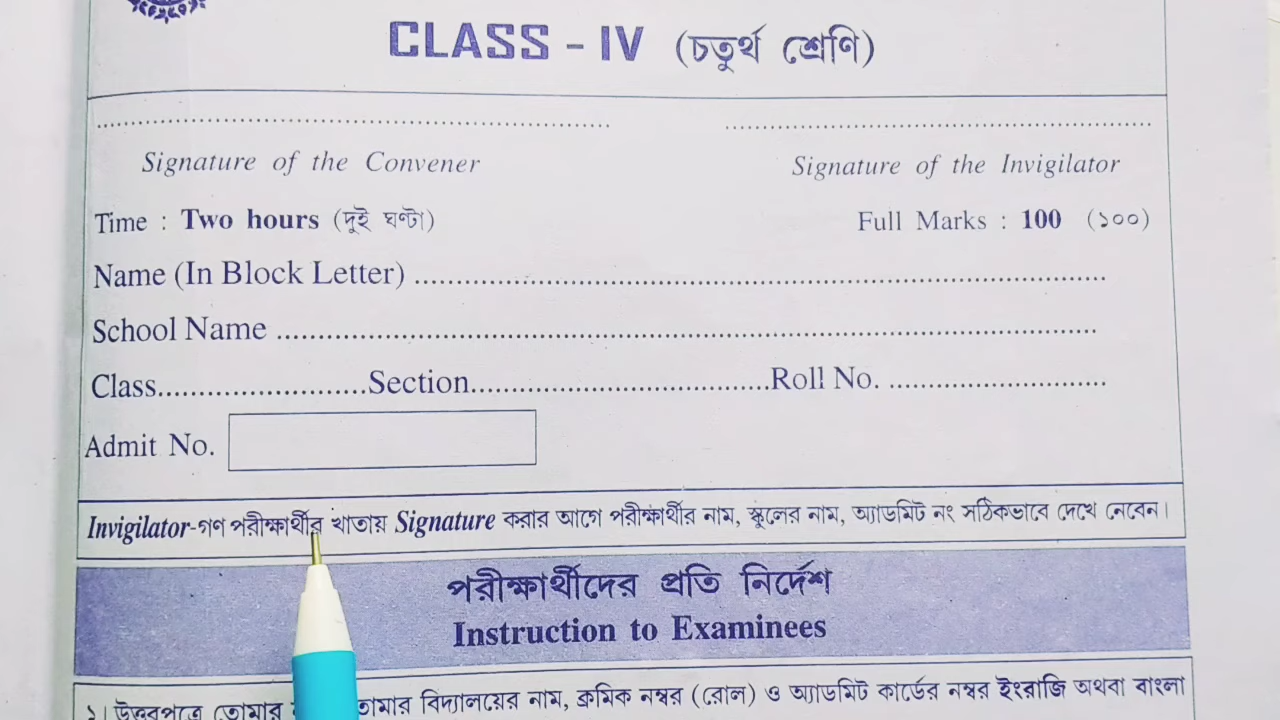 CLASS - IV (চতুর্থ শ্রেণি)
Signature of the Convener Signature of the Invigilator
Time : Two hours (দুই ঘণ্টা) Full Marks : 100 (১০০)
Name (In Block Letter) ..........
School Name ..........
Class..........Section..........Roll No. ..........
Admit No.
Invigilator-গণ পরীক্ষার্থীর খাতায় Signature করার আগে পরীক্ষার্থীর নাম, স্কুলের নাম, অ্যাডমিট নং সঠিকভাবে দেখে নেবেন।
পরীক্ষার্থীদের প্রতি নির্দেশ
Instruction to Examinees
১। উত্তরপত্রে তোমার তোমার বিদ্যালয়ের নাম, ক্রমিক নম্বর (রোল) ও অ্যাডমিট কার্ডের নম্বর ইংরাজি অথবা বাংলা